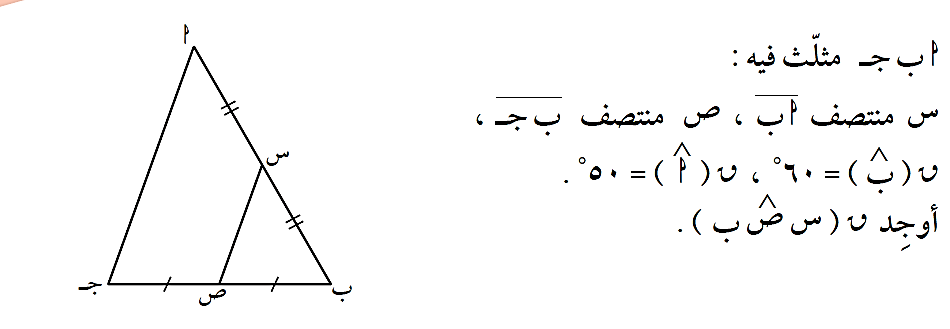 ا ب جـ مثلّث فيه :
س منتصف ا ب ، ص منتصف ب جـ ،
ں ( بَ̂ ) = ٦٠° ، ں ( ا̂ ) = ٥٠° .
أوجِد ں ( س ص̂ ب ) .
ا
س
جـ
ص
ب